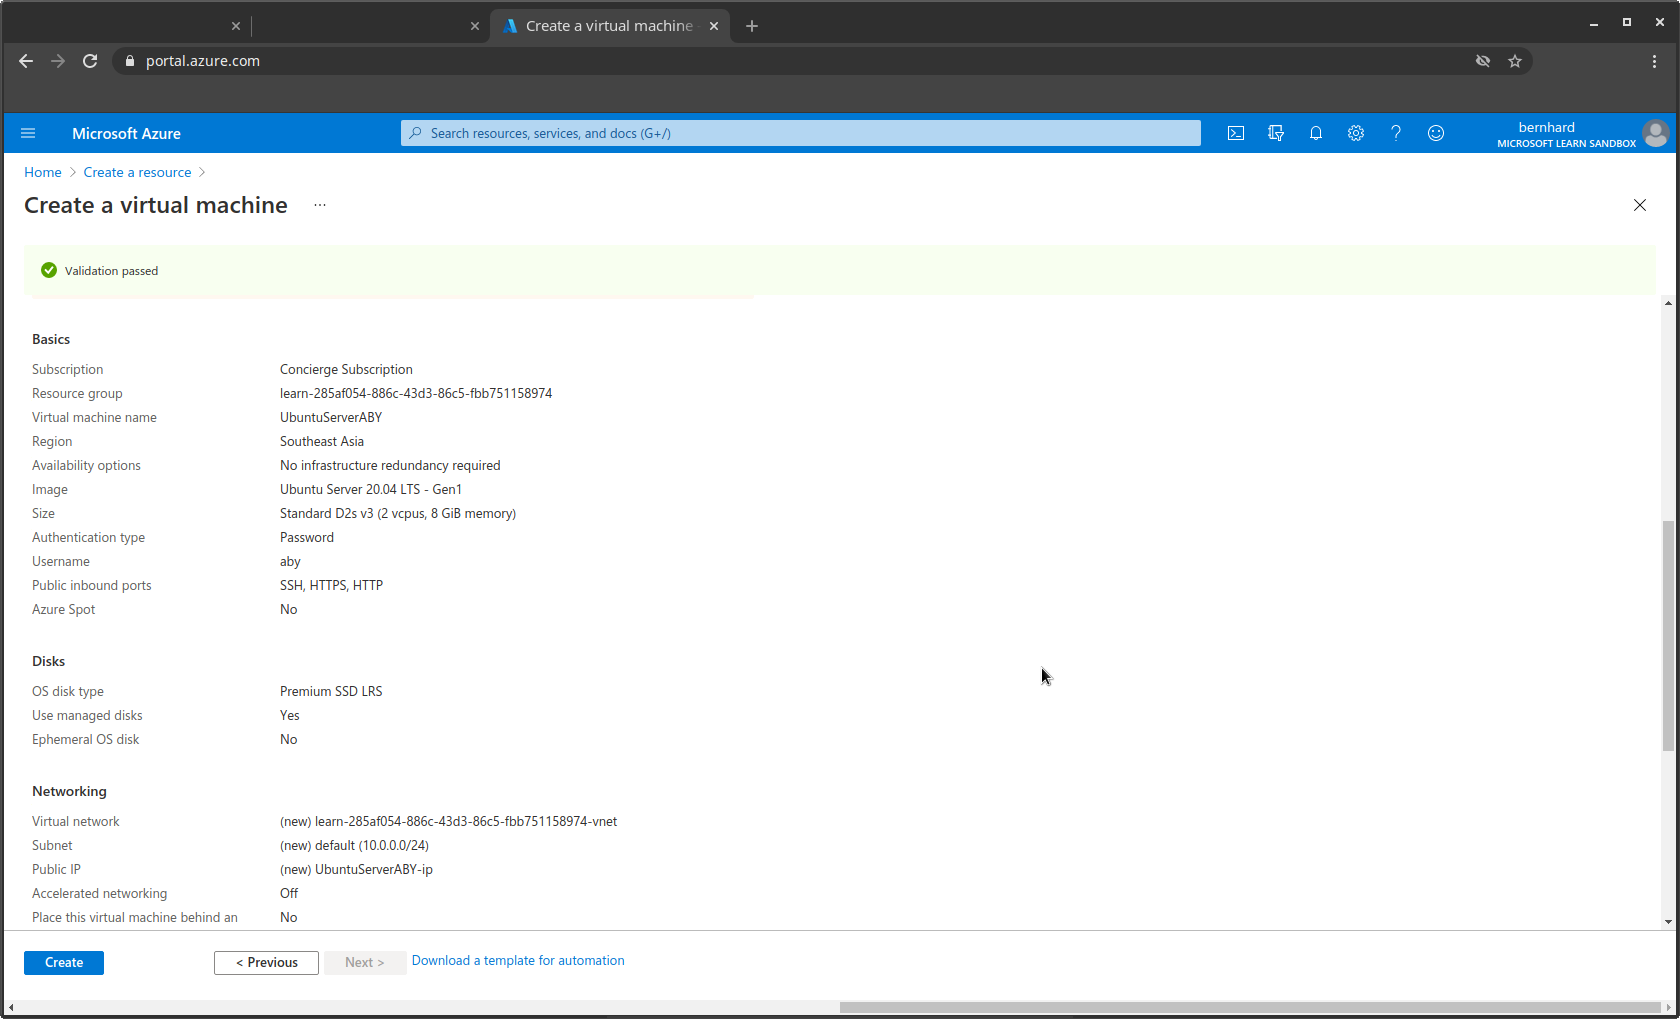 Create a virtual machine
portal.azure.com
Microsoft Azure
Search resources, services, and docs (G+/)
bernhard
MICROSOFT LEARN SANDBOX
Home > Create a resource >
Create a virtual machine ...
Validation passed
Basics
Subscription Concierge Subscription
Resource group learn-285af054-886c-43d3-86c5-fbb751158974
Virtual machine name UbuntuServerABY
Region Southeast Asia
Availability options No infrastructure redundancy required
Image Ubuntu Server 20.04 LTS - Gen1
Size Standard D2s v3 (2 vcpus, 8 GiB memory)
Authentication type Password
Username aby
Public inbound ports SSH, HTTPS, HTTP
Azure Spot No
Disks
OS disk type Premium SSD LRS
Use managed disks Yes
Ephemeral OS disk No
Networking
Virtual network (new) learn-285af054-886c-43d3-86c5-fbb751158974-vnet
Subnet (new) default (10.0.0.0/24)
Public IP (new) UbuntuServerABY-ip
Accelerated networking Off
Place this virtual machine behind an No
Create < Previous Next > Download a template for automation